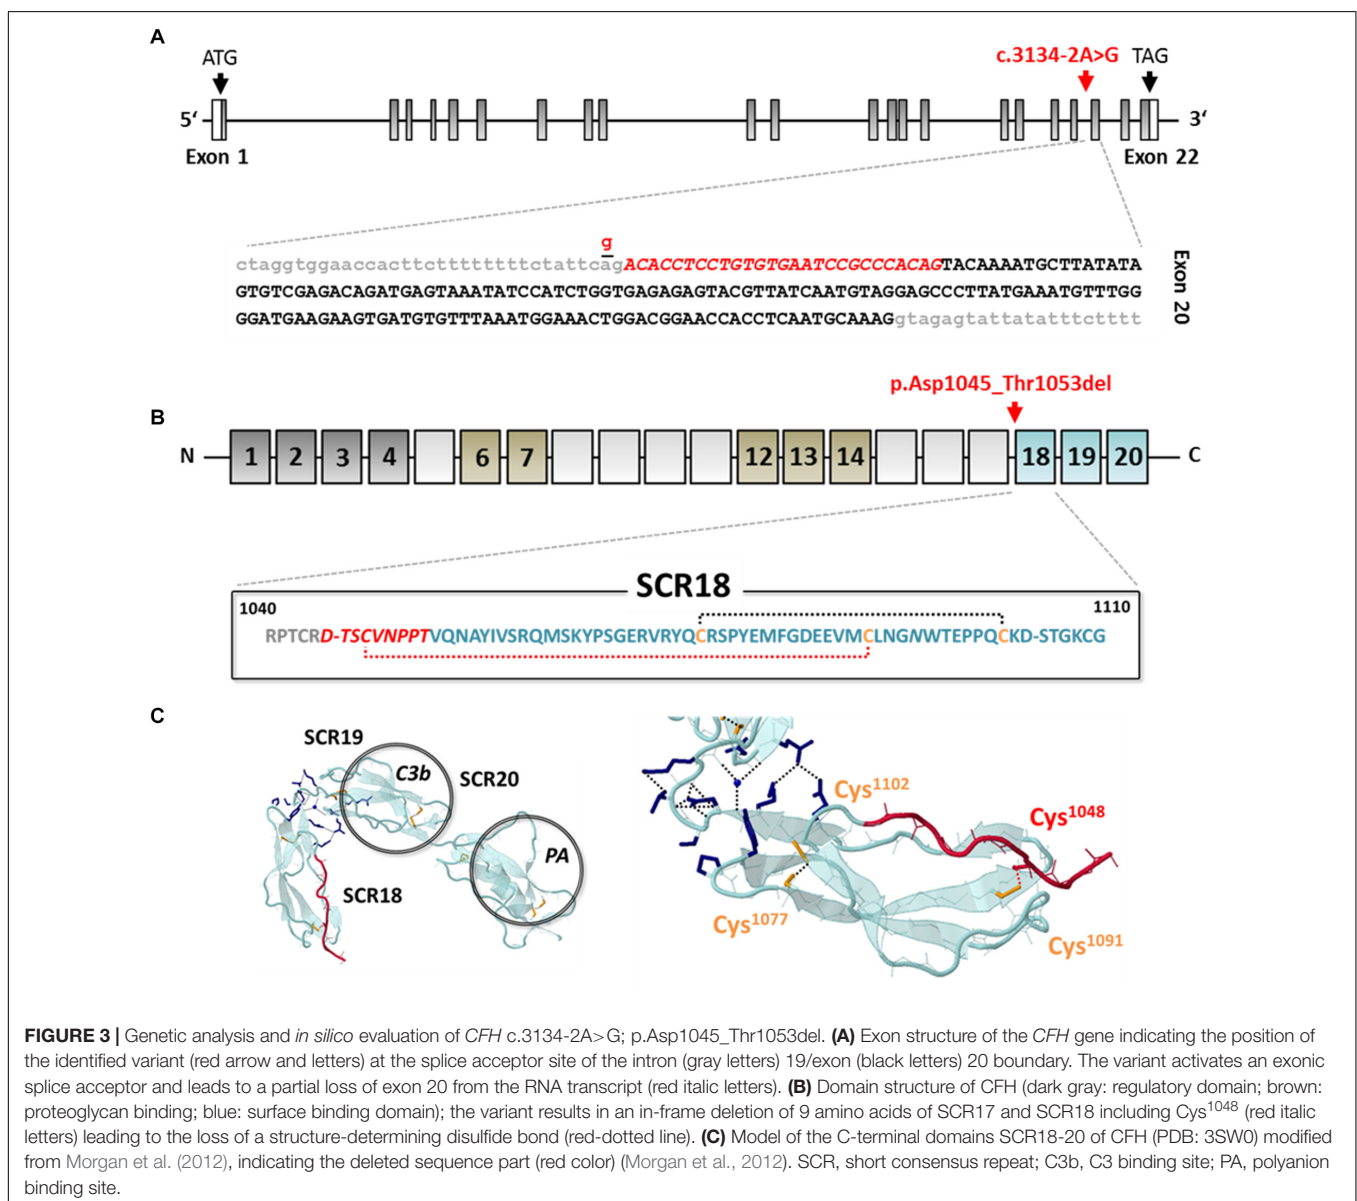 A
ATG
c.3134-2A>G TAG
5‘
3‘
Exon 1
Exon 22
g
ctaggtggaaccacttcttttttttctattcagACACCTCCTGTGTGAATCCGCCCACAGTACAAAATGCTTATATA
GTGTCGAGACAGATGAGTAAATATCCATCTGGTGAGAGAGTACGTTATCAATGTAGGAGCCCTTATGAAATGTTTGG
GGATGAAGAAGTGATGTGTTTAAATGGAAACTGGACGGAACCACCTCAATGCAAAGgtagagtattatatttctttt
Exon 20
p.Asp1045_Thr1053del
B
N
1 2 3 4 6 7 12 13 14 18 19 20
C
SCR18
1040
1110
RPTCRD-TSCVNPPTVQNAYIVSRQMSKYPSGERVRYQCRSPYEMFGDEEVMCLNGNWTEPPQCKD-STGKCG
C
SCR19
C3b
SCR20
PA
SCR18
Cys1102
Cys1048
Cys1077
Cys1091
FIGURE 3 | Genetic analysis and in silico evaluation of CFH c.3134-2A>G; p.Asp1045_Thr1053del. (A) Exon structure of the CFH gene indicating the position of
the identified variant (red arrow and letters) at the splice acceptor site of the intron (gray letters) 19/exon (black letters) 20 boundary. The variant activates an exonic
splice acceptor and leads to a partial loss of exon 20 from the RNA transcript (red italic letters). (B) Domain structure of CFH (dark gray: regulatory domain; brown:
proteoglycan binding; blue: surface binding domain); the variant results in an in-frame deletion of 9 amino acids of SCR17 and SCR18 including Cys1048 (red italic
letters) leading to the loss of a structure-determining disulfide bond (red-dotted line). (C) Model of the C-terminal domains SCR18-20 of CFH (PDB: 3SW0) modified
from Morgan et al. (2012), indicating the deleted sequence part (red color) (Morgan et al., 2012). SCR, short consensus repeat; C3b, C3 binding site; PA, polyanion
binding site.